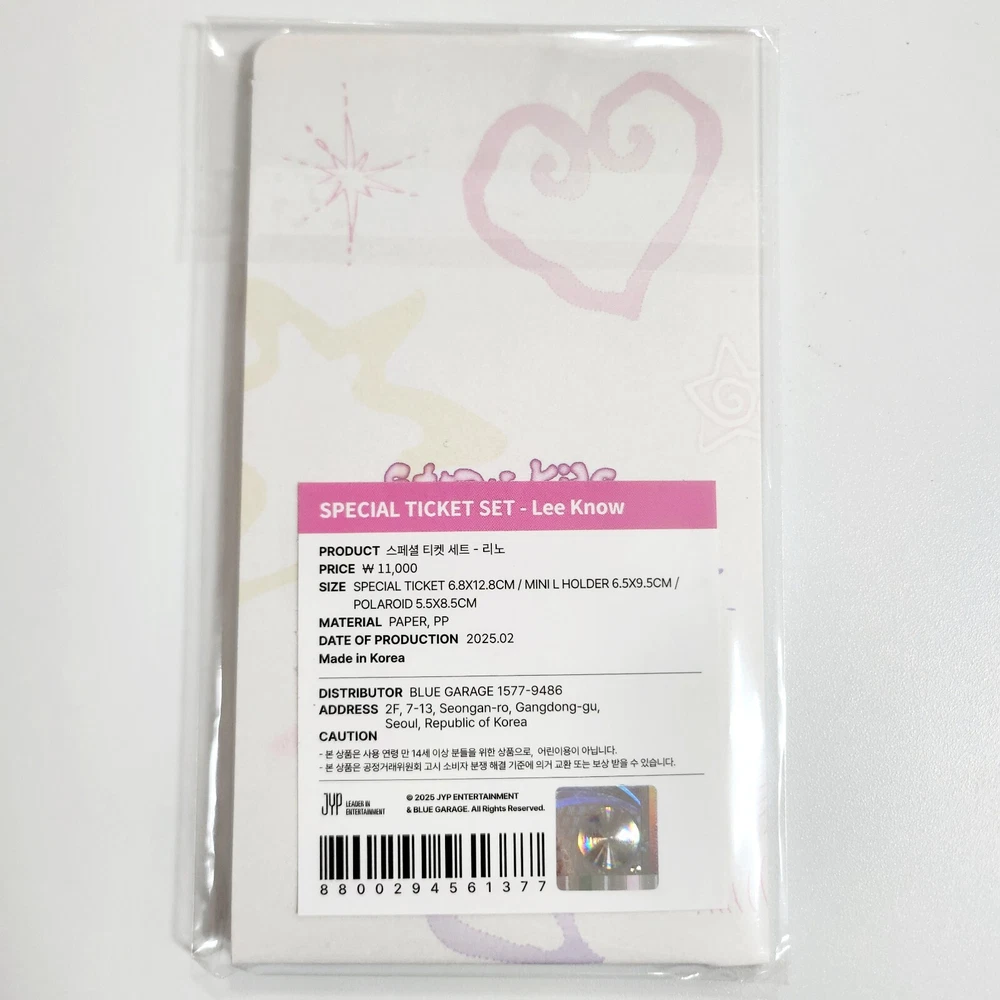 Stray Kids
SPECIAL TICKET SET - Lee Know
PRODUCT 스페셜 티켓 세트 - 리노
PRICE ₩ 11,000
SIZE SPECIAL TICKET 6.8X12.8CM / MINI L HOLDER 6.5X9.5CM /
POLAROID 5.5X8.5CM
MATERIAL PAPER, PP
DATE OF PRODUCTION 2025.02
Made in Korea
DISTRIBUTOR BLUE GARAGE 1577-9486
ADDRESS 2F, 7-13, Seongan-ro, Gangdong-gu,
Seoul, Republic of Korea
CAUTION
- 본 상품은 사용 연령 만 14세 이상 분들을 위한 상품으로, 어린이용이 아닙니다.
- 본 상품은 공정거래위원회 고시 소비자 분쟁 해결 기준에 의거 교환 또는 보상 받을 수 있습니다.
JYP LEADER IN
ENTERTAINMENT
© 2025 JYP ENTERTAINMENT
& BLUE GARAGE. All Rights Reserved.
8800294561377